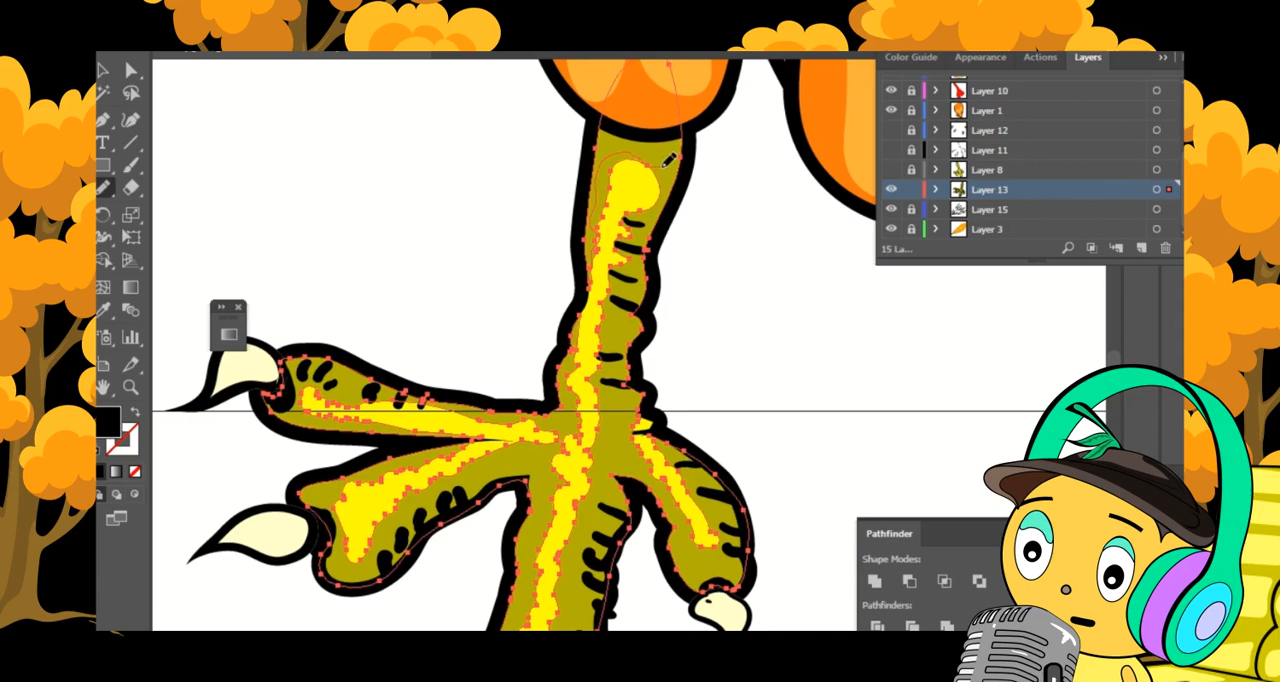 Color Guide Appearance Actions Layers
Layer 10
Layer 1
Layer 12
Layer 11
Layer 8
Layer 13
Layer 15
Layer 3
15 La...
Pathfinder
Shape Modes:
Pathfinders: